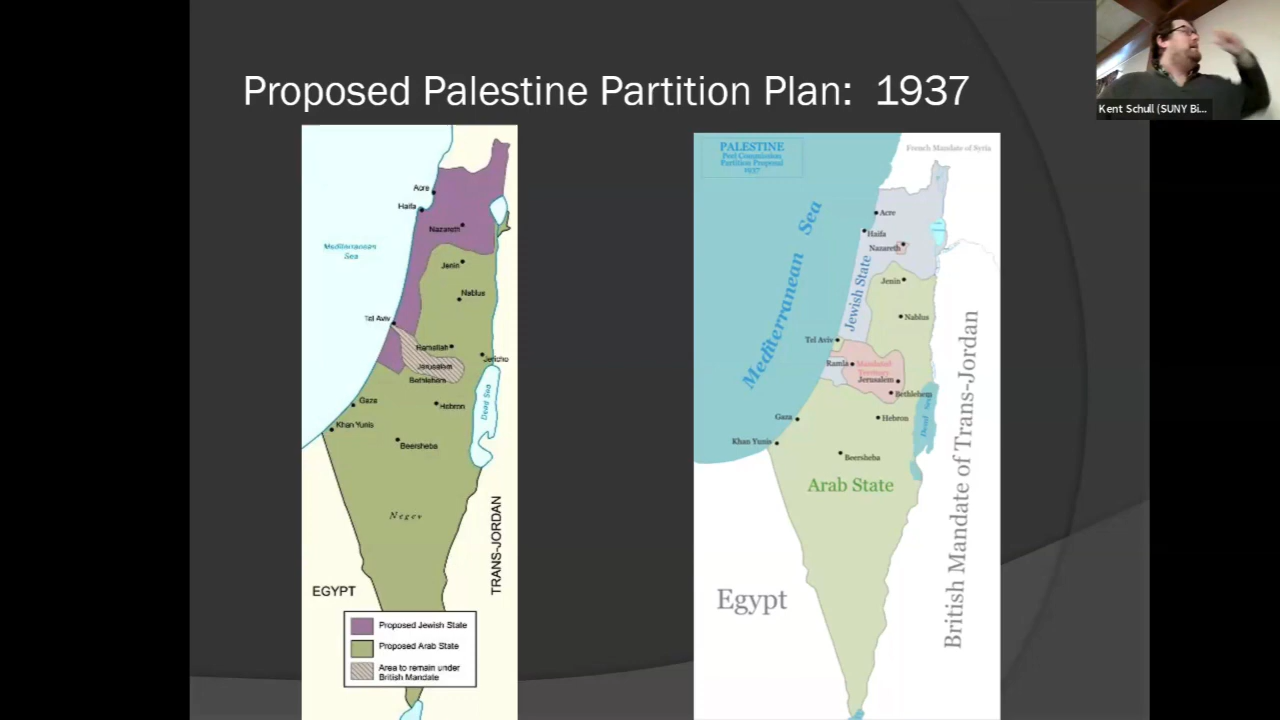 Proposed Palestine Partition Plan: 1937
Kent Schull (SUNY Bi...
Acre
Haifa
Nazareth
Mediterranean
Sea
Jenin
Nablus
Tel Aviv
Ramallah
Jericho
Jerusalem
Bethlehem
Dead Sea
Gaza
Hebron
Khan Yunis
Beersheba
Negev
TRANS-JORDAN
EGYPT
Proposed Jewish State
Proposed Arab State
Area to remain under
British Mandate
PALESTINE
Peel Commission
Partition Proposal
1937
French Mandate of Syria
Mediterranean Sea
Acre
Haifa
Nazareth
Jewish State
Jenin
Nablus
Tel Aviv
Ramla
Mandated
Territory
Jerusalem
Bethlehem
Dead Sea
Gaza
Hebron
Khan Yunis
Beersheba
Arab State
Egypt
British Mandate of Trans-Jordan